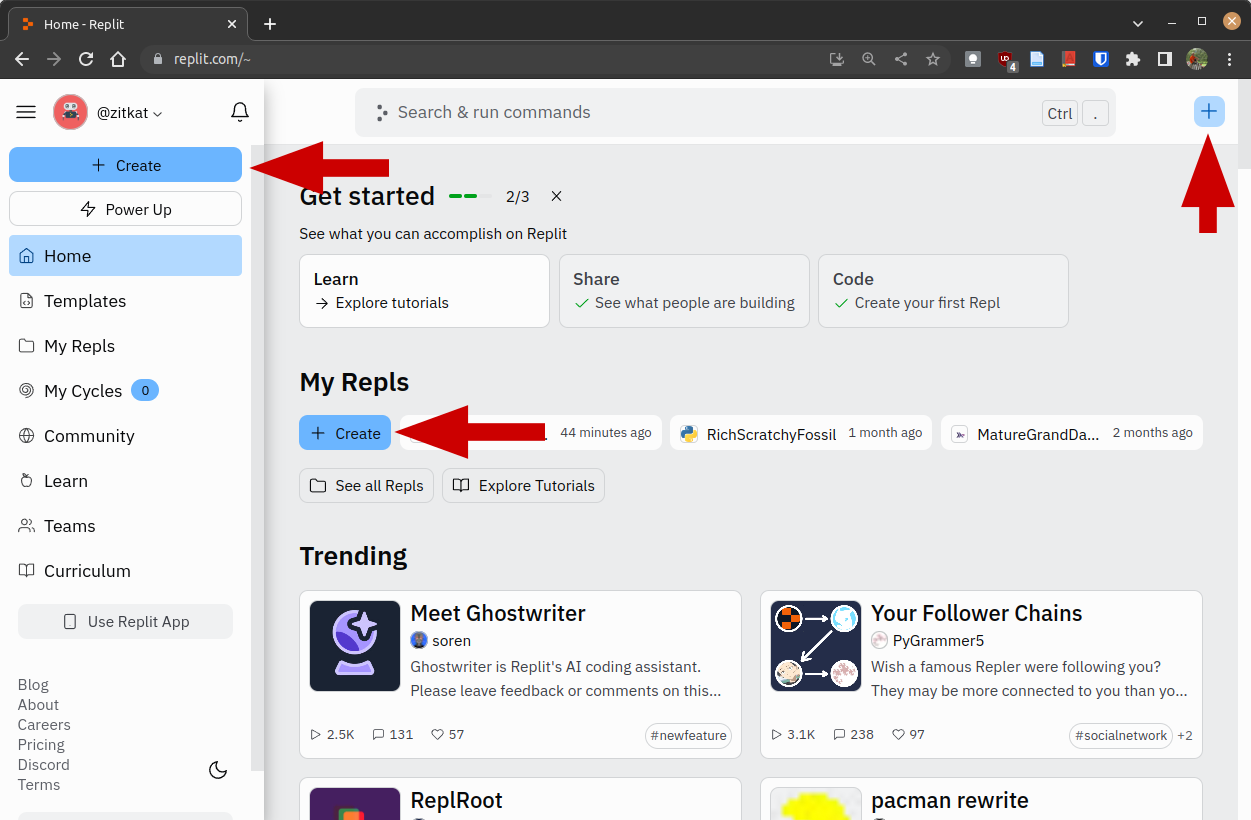 Home - Replit
replit.com/~
4
@zitkat
Search & run commands
Ctrl .
Create
Power Up
Home
Templates
My Repls
My Cycles 0
Community
Learn
Teams
Curriculum
Use Replit App
Blog
About
Careers
Pricing
Discord
Terms
Get started 2/3
See what you can accomplish on Replit
Learn
Explore tutorials
Share
See what people are building
Code
Create your first Repl
My Repls
Create
44 minutes ago
RichScratchyFossil 1 month ago
MatureGrandDa... 2 months ago
See all Repls
Explore Tutorials
Trending
Meet Ghostwriter
soren
Ghostwriter is Replit's AI coding assistant.
Please leave feedback or comments on this...
2.5K 131 57 #newfeature
Your Follower Chains
PyGrammer5
Wish a famous Repler were following you?
They may be more connected to you than yo...
3.1K 238 97 #socialnetwork +2
ReplRoot
pacman rewrite